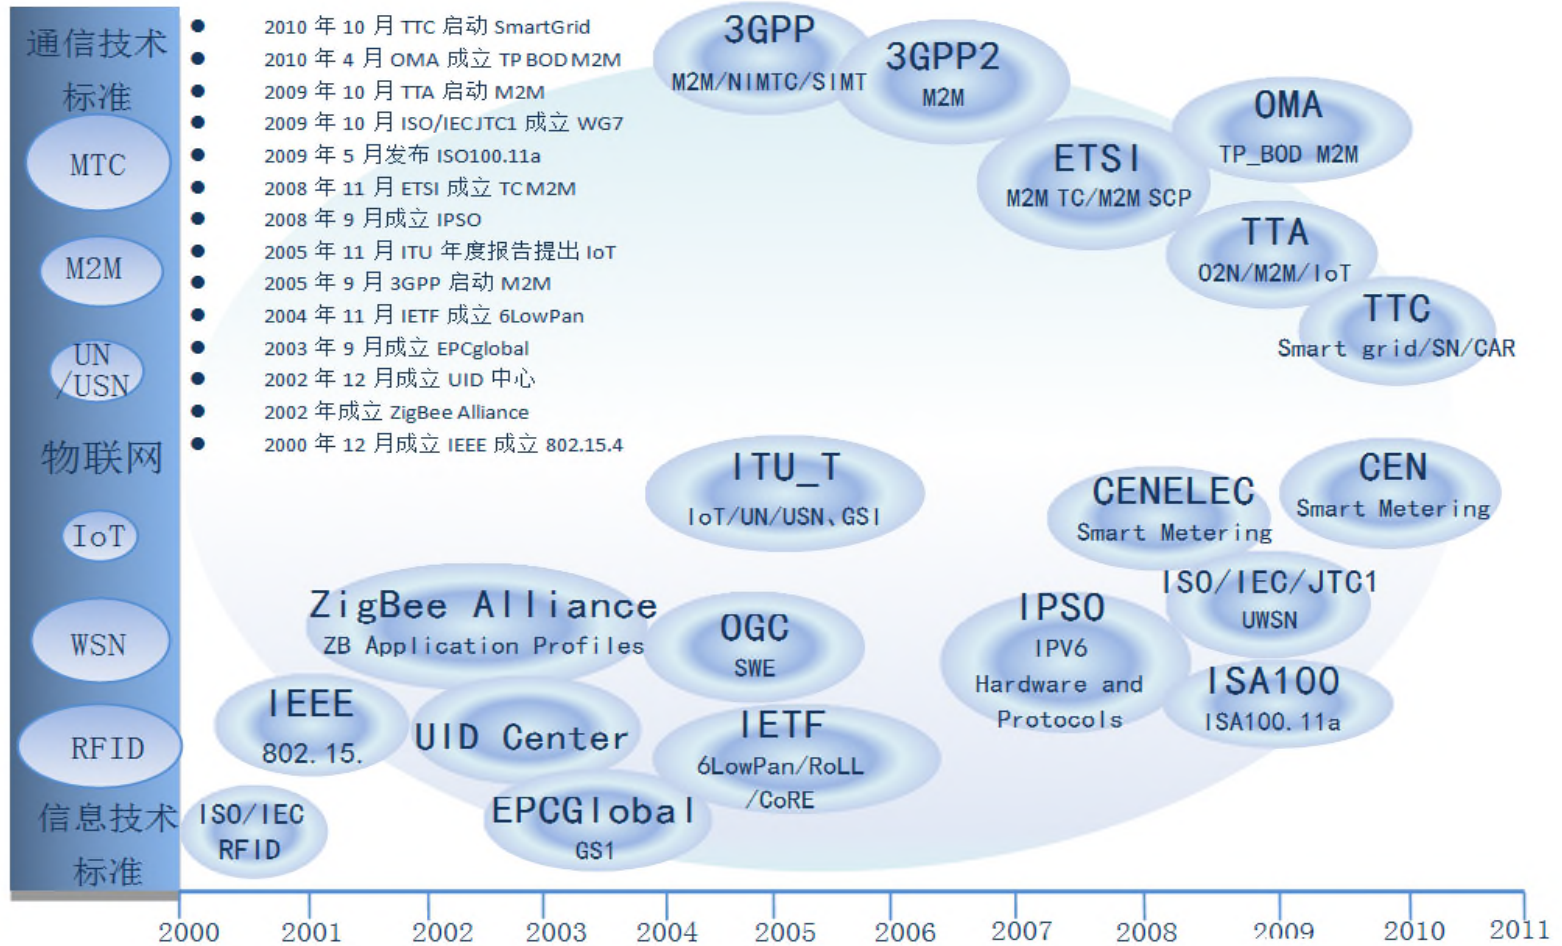 通信技术
标准
MTC
M2M
UN
/USN
物联网
IoT
WSN
RFID
信息技术
标准
● 2010 年 10 月 TTC 启动 SmartGrid
● 2010 年 4 月 OMA 成立 TP BOD M2M
● 2009 年 10 月 TTA 启动 M2M
● 2009 年 10 月 ISO/IECJTC1 成立 WG7
● 2009 年 5 月发布 ISO100.11a
● 2008 年 11 月 ETSI 成立 TC M2M
● 2008 年 9 月成立 IPSO
● 2005 年 11 月 ITU 年度报告提出 IoT
● 2005 年 9 月 3GPP 启动 M2M
● 2004 年 11 月 IETF 成立 6LowPan
● 2003 年 9 月成立 EPCglobal
● 2002 年 12 月成立 UID 中心
● 2002 年成立 ZigBee Alliance
● 2000 年 12 月成立 IEEE 成立 802.15.4
3GPP
M2M/NIMTC/SIMT
3GPP2
M2M
OMA
TP_BOD M2M
ETSI
M2M TC/M2M SCP
TTA
O2N/M2M/IoT
TTC
Smart grid/SN/CAR
ITU_T
IoT/UN/USN、GSI
CENELEC
Smart Metering
CEN
Smart Metering
ZigBee Alliance
ZB Application Profiles
OGC
SWE
IPSO
IPV6
Hardware and
Protocols
ISO/IEC/JTC1
UWSN
IEEE
802.15.
UID Center
IETF
6LowPan/RoLL
/CoRE
ISA100
ISA100.11a
ISO/IEC
RFID
EPCGlobal
GS1
2000 2001 2002 2003 2004 2005 2006 2007 2008 2009 2010 2011